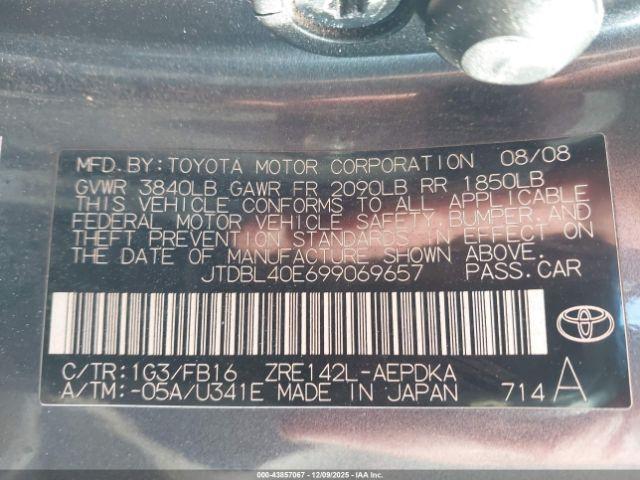 MFD.BY:TOYOTA MOTOR CORPORATION 08/08
GVWR 3840LB GAWR FR 2090LB RR 1850LB
THIS VEHICLE CONFORMS TO ALL APPLICABLE
FEDERAL MOTOR VEHICLE SAFETY, BUMPER, AND
THEFT PREVENTION STANDARDS IN EFFECT ON
THE DATE OF MANUFACTURE SHOWN ABOVE.
JTDBL40E699069657 PASS.CAR
C/TR:1G3/FB16 ZRE142L-AEPDKA
A/TM:-05A/U341E MADE IN JAPAN 714 A
000-43857067 | 12/09/2025 | IAAI.COM